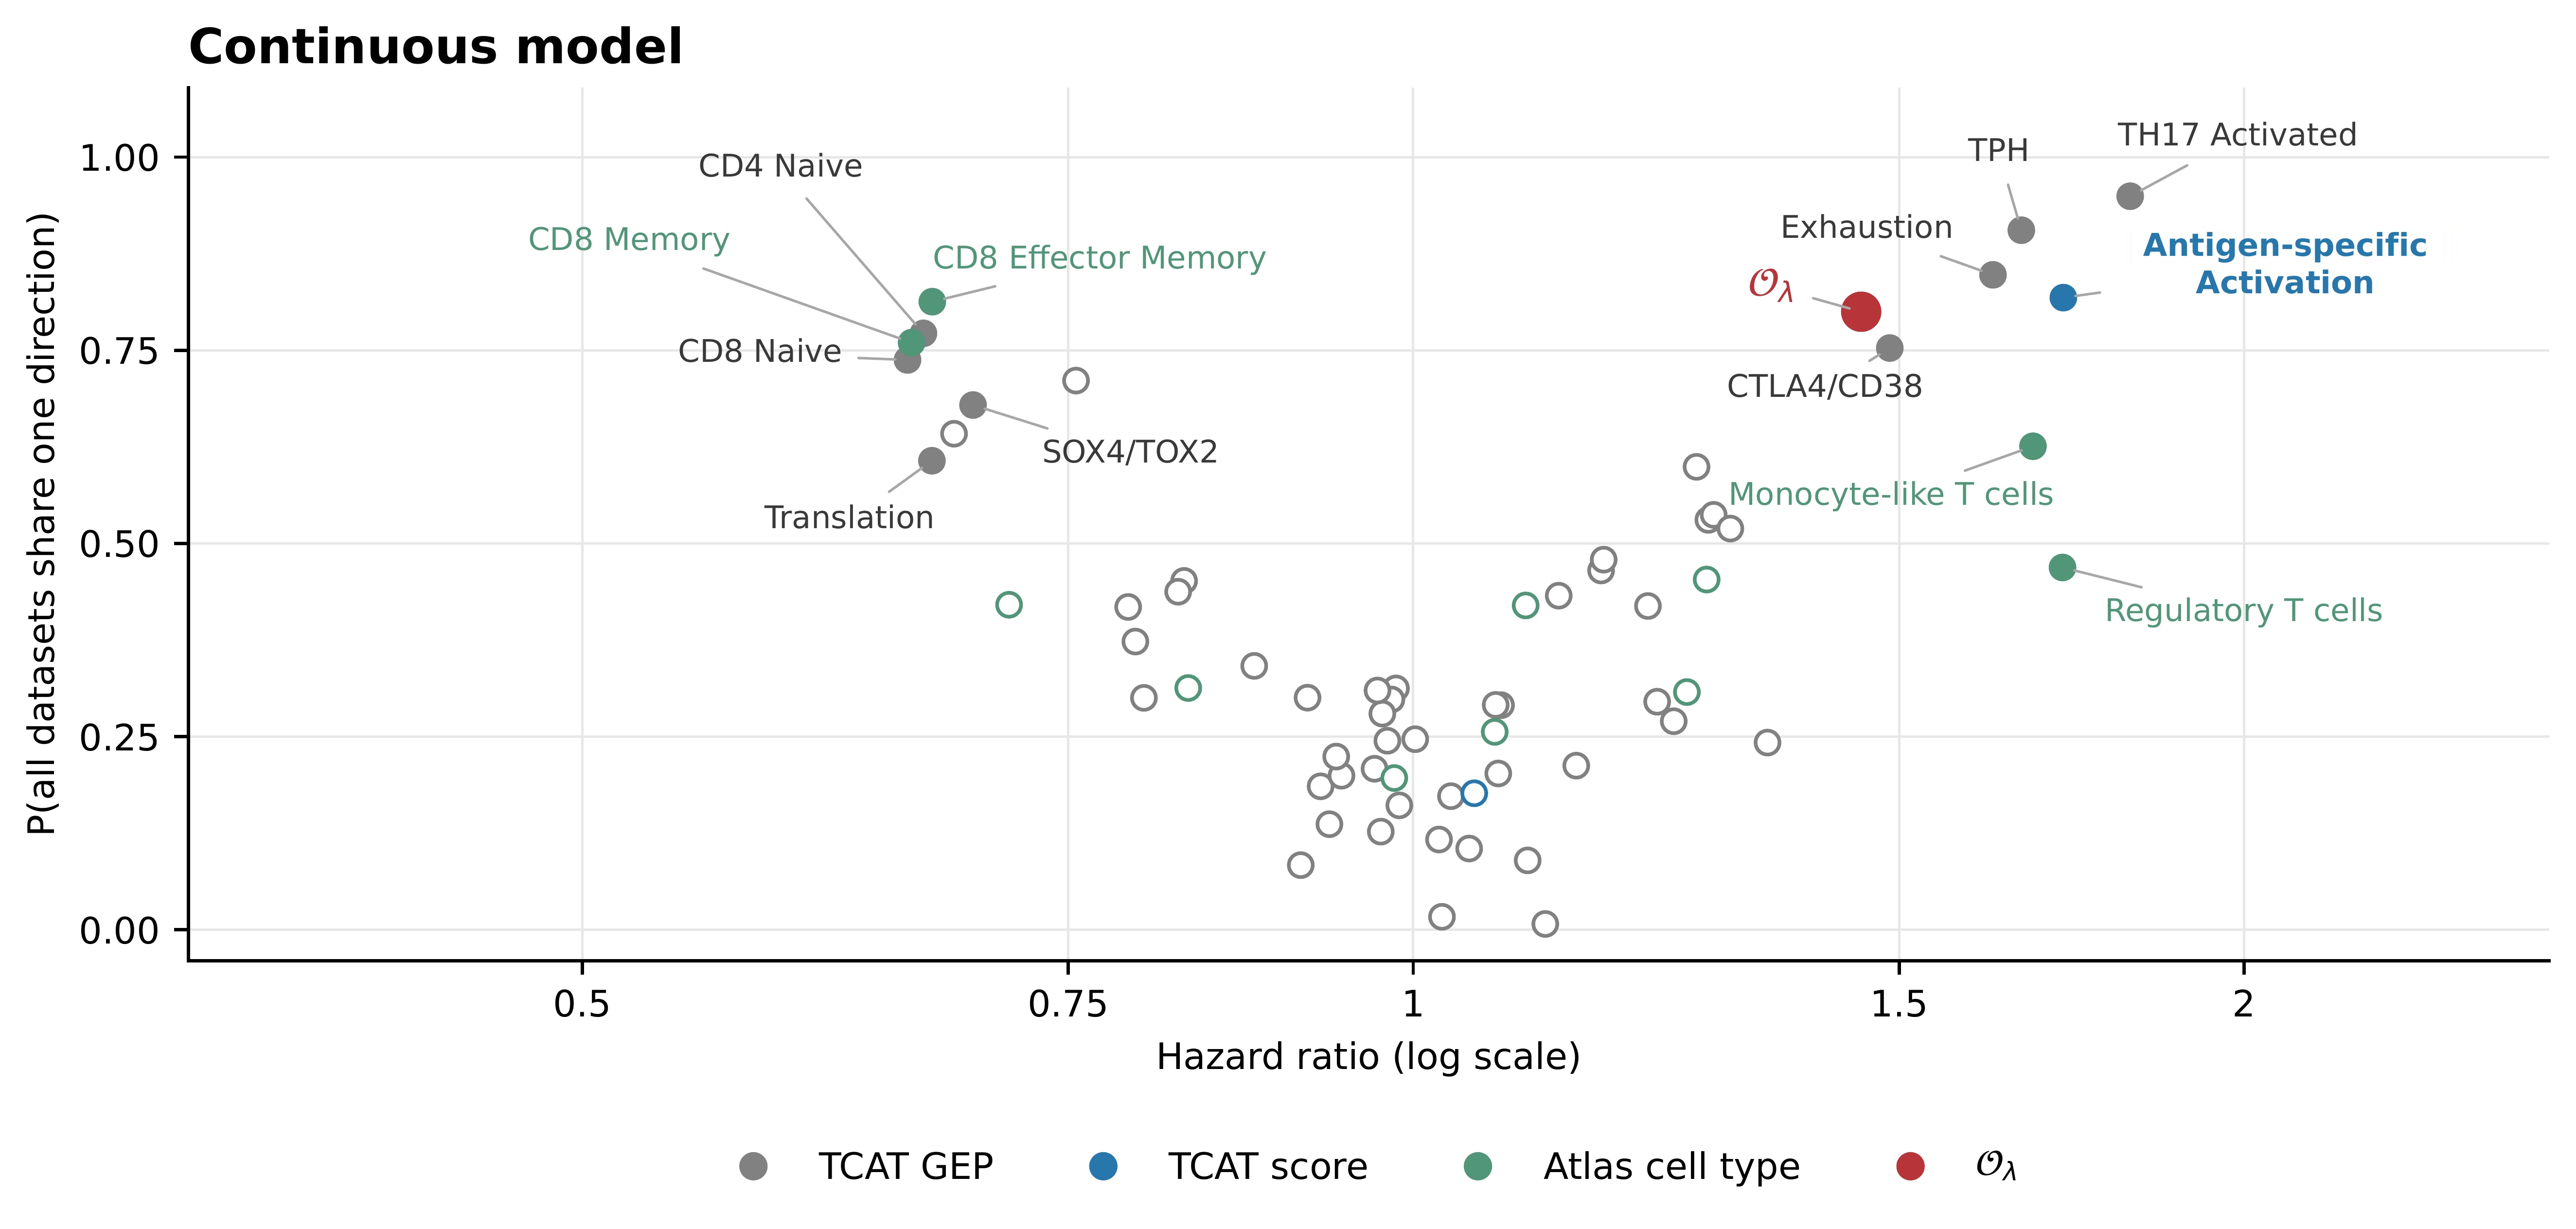 Continuous model
P(all datasets share one direction)
1.00
0.75
0.50
0.25
0.00
CD4 Naive
CD8 Memory
CD8 Effector Memory
CD8 Naive
SOX4/TOX2
Translation
TPH
TH17 Activated
Exhaustion
Antigen-specific
Activation
𝒪λ
CTLA4/CD38
Monocyte-like T cells
Regulatory T cells
0.5
0.75
1
1.5
2
Hazard ratio (log scale)
TCAT GEP
TCAT score
Atlas cell type
𝒪λ